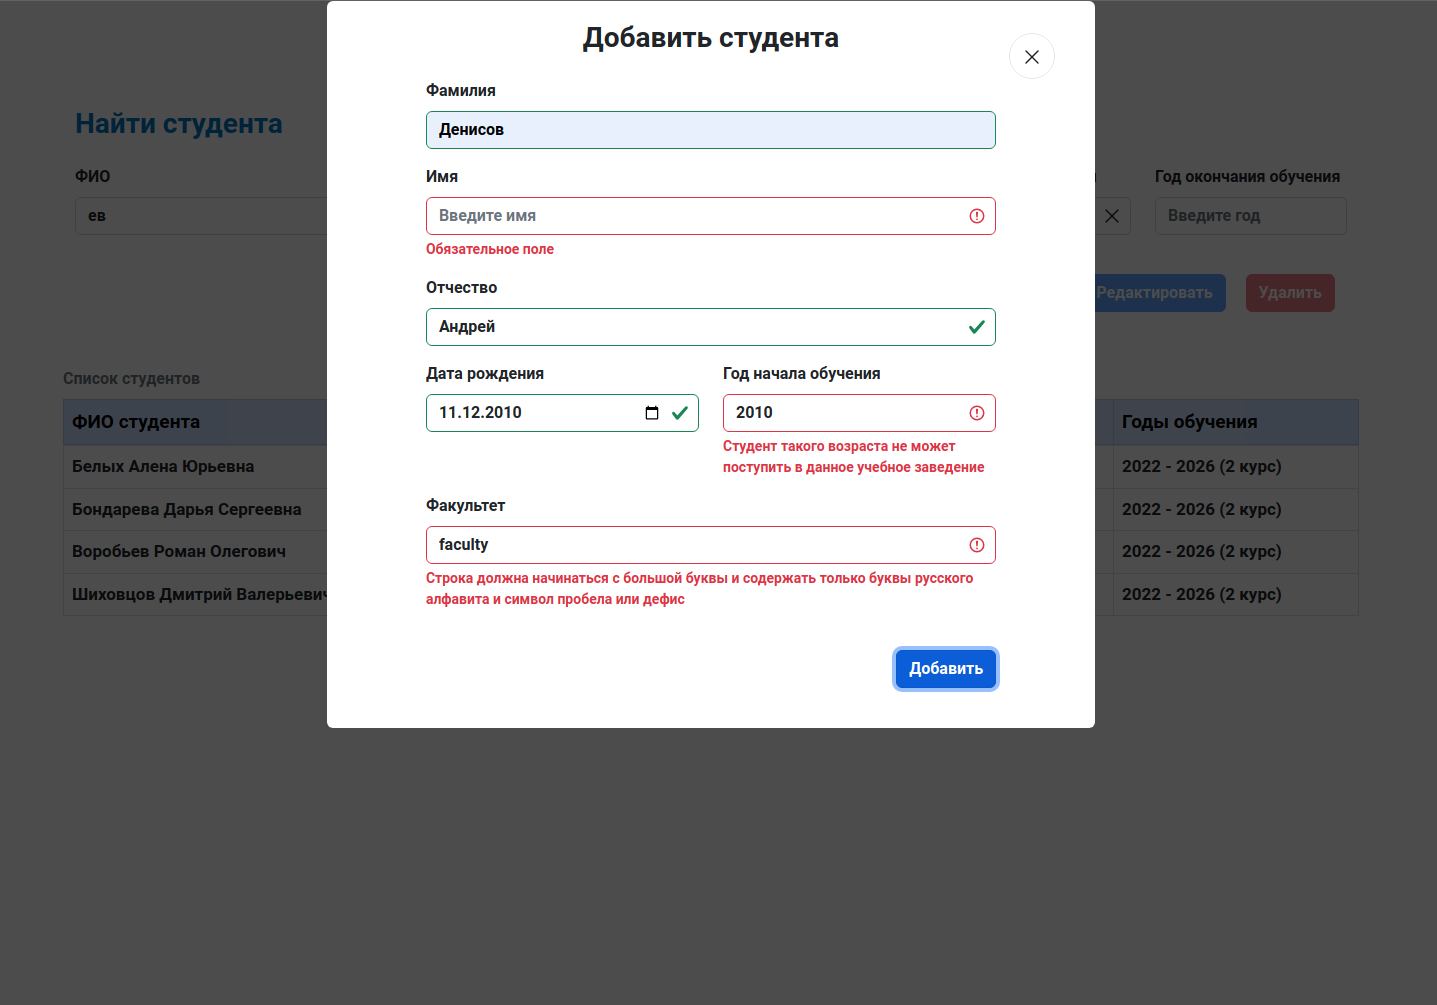 Добавить студента
Фамилия
Денисов
Имя
Введите имя
Обязательное поле
Отчество
Андрей
Дата рождения
Год начала обучения
11.12.2010
2010
Студент такого возраста не может
поступить в данное учебное заведение
Факультет
faculty
Строка должна начинаться с большой буквы и содержать только буквы русского
алфавита и символ пробела или дефис
Добавить
Найти студента
ФИО
Год окончания обучения
ев
Введите год
Редактировать
Удалить
Список студентов
ФИО студента
Годы обучения
Белых Алена Юрьевна
2022 - 2026 (2 курс)
Бондарева Дарья Сергеевна
2022 - 2026 (2 курс)
Воробьев Роман Олегович
2022 - 2026 (2 курс)
Шиховцов Дмитрий Валерьевич
2022 - 2026 (2 курс)